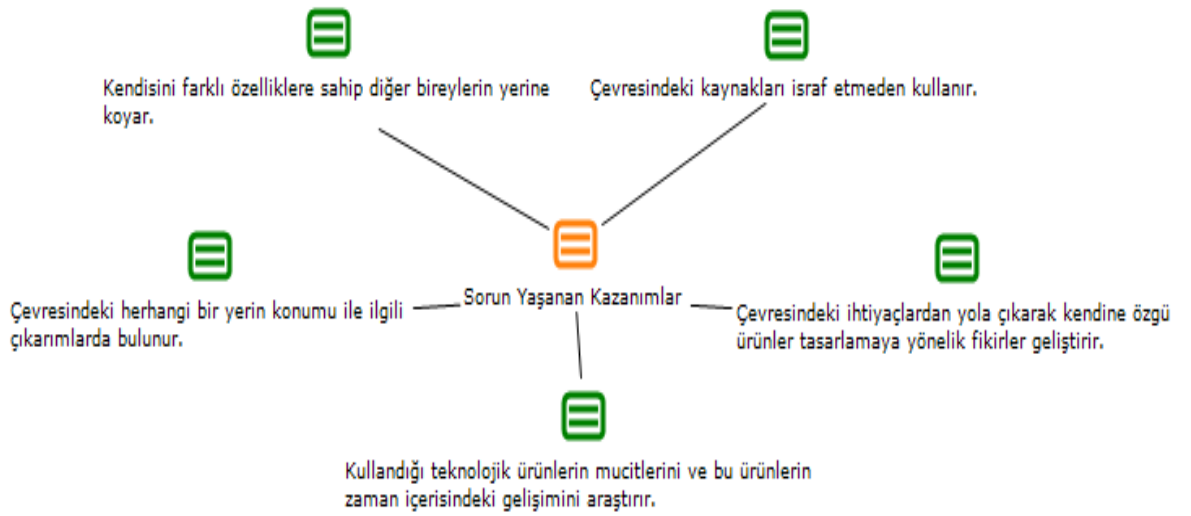 Kendisini farklı özelliklere sahip diğer bireylerin yerine
koyar.
Çevresindeki kaynakları israf etmeden kullanır.
Sorun Yaşanan Kazanımlar
Çevresindeki herhangi bir yerin konumu ile ilgili
çıkarımlarda bulunur.
Çevresindeki ihtiyaçlardan yola çıkarak kendine özgü
ürünler tasarlamaya yönelik fikirler geliştirir.
Kullandığı teknolojik ürünlerin mucitlerini ve bu ürünlerin
zaman içerisindeki gelişimini araştırır.